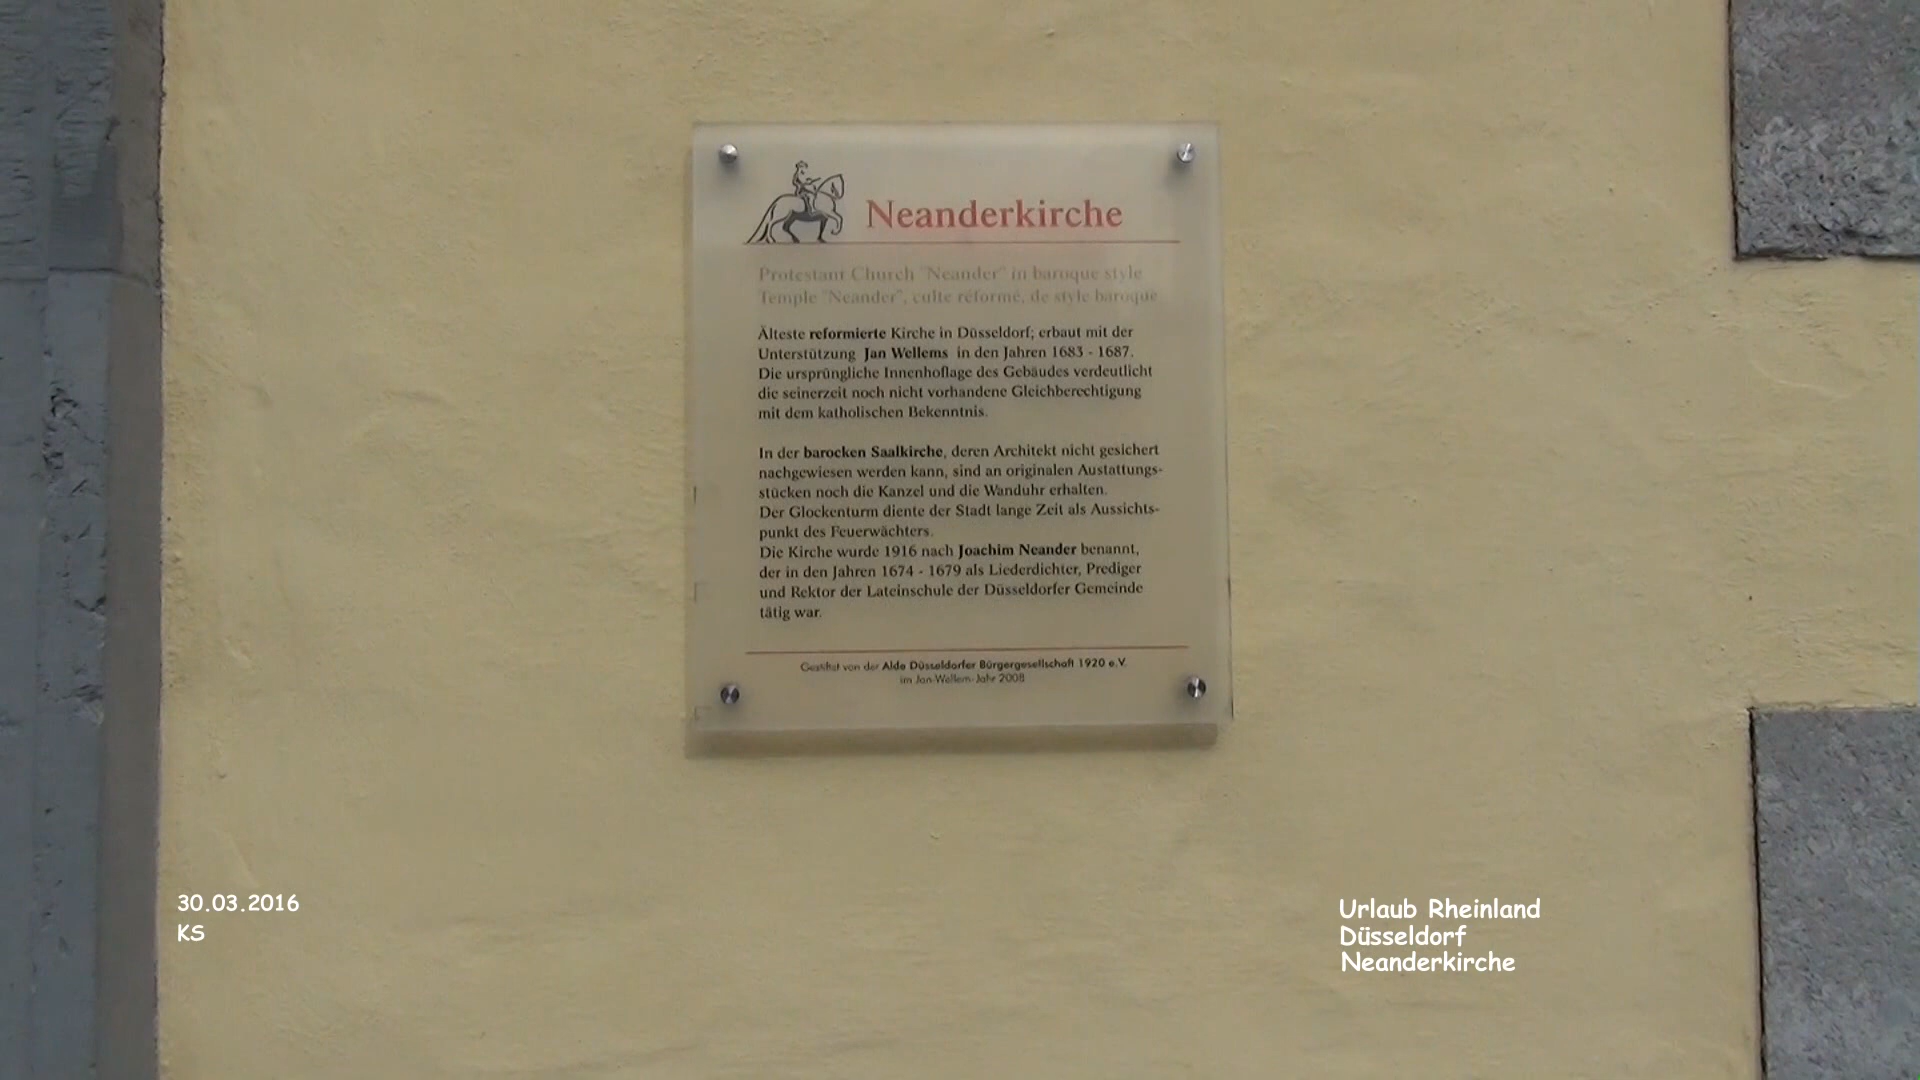 Neanderkirche
Protestant Church "Neander" in baroque style
Temple "Neander", culte réformé, de style baroque
Älteste reformierte Kirche in Düsseldorf; erbaut mit der
Unterstützung Jan Wellems in den Jahren 1683 - 1687.
Die ursprüngliche Innenhoflage des Gebäudes verdeutlicht
die seinerzeit noch nicht vorhandene Gleichberechtigung
mit dem katholischen Bekenntnis.
In der barocken Saalkirche, deren Architekt nicht gesichert
nachgewiesen werden kann, sind an originalen Austattungs-
stücken noch die Kanzel und die Wanduhr erhalten.
Der Glockenturm diente der Stadt lange Zeit als Aussichts-
punkt des Feuerwächters.
Die Kirche wurde 1916 nach Joachim Neander benannt,
der in den Jahren 1674 - 1679 als Liederdichter, Prediger
und Rektor der Lateinschule der Düsseldorfer Gemeinde
tätig war.
Gestiftet von der Alde Düsseldorfer Bürgergesellschaft 1920 e.V.
im Jan-Wellem-Jahr 2008
30.03.2016
KS
Urlaub Rheinland
Düsseldorf
Neanderkirche